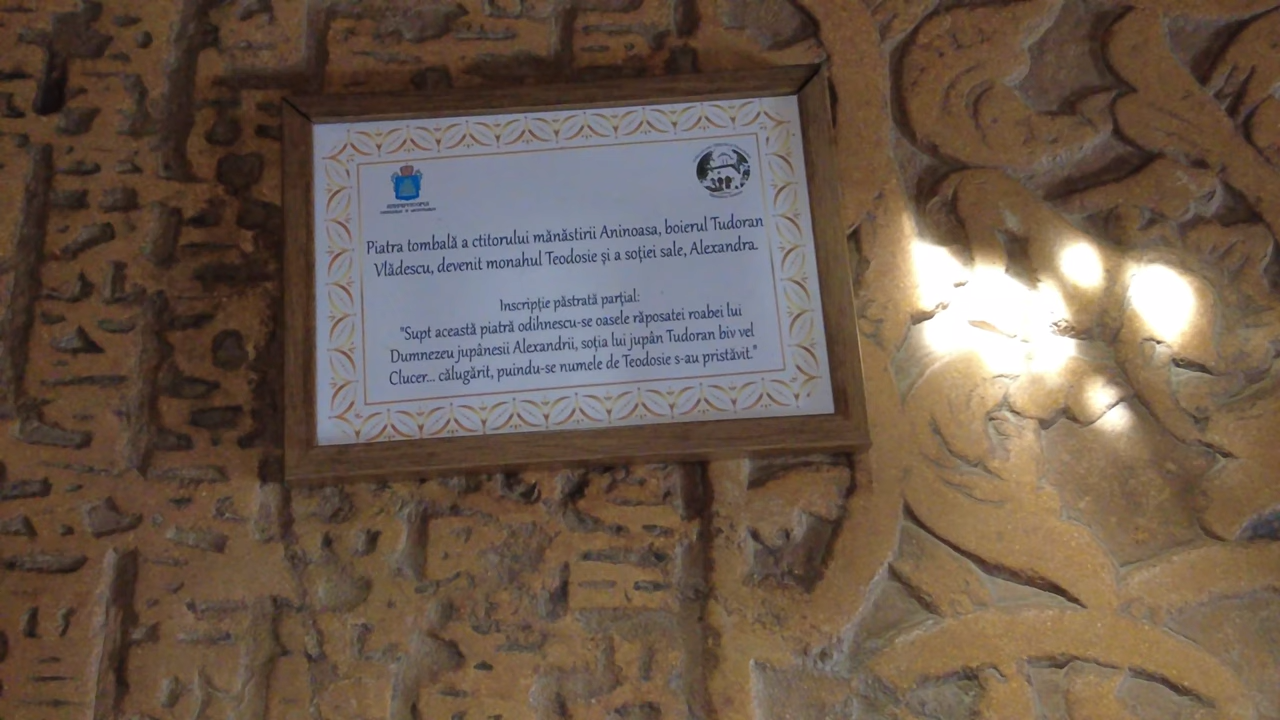 Piatra tombală a ctitorului mănăstirii Aninoasa, boierul Tudoran
Vlădescu, devenit monahul Teodosie și a soției sale, Alexandra.
Inscripție păstrată parțial:
"Supt această piatră odihnescu-se oasele răposatei roabei lui
Dumnezeu jupânesii Alexandrii, soția lui jupân Tudoran biv vel
Clucer... călugărit, puindu-se numele de Teodosie s-au pristăvit."